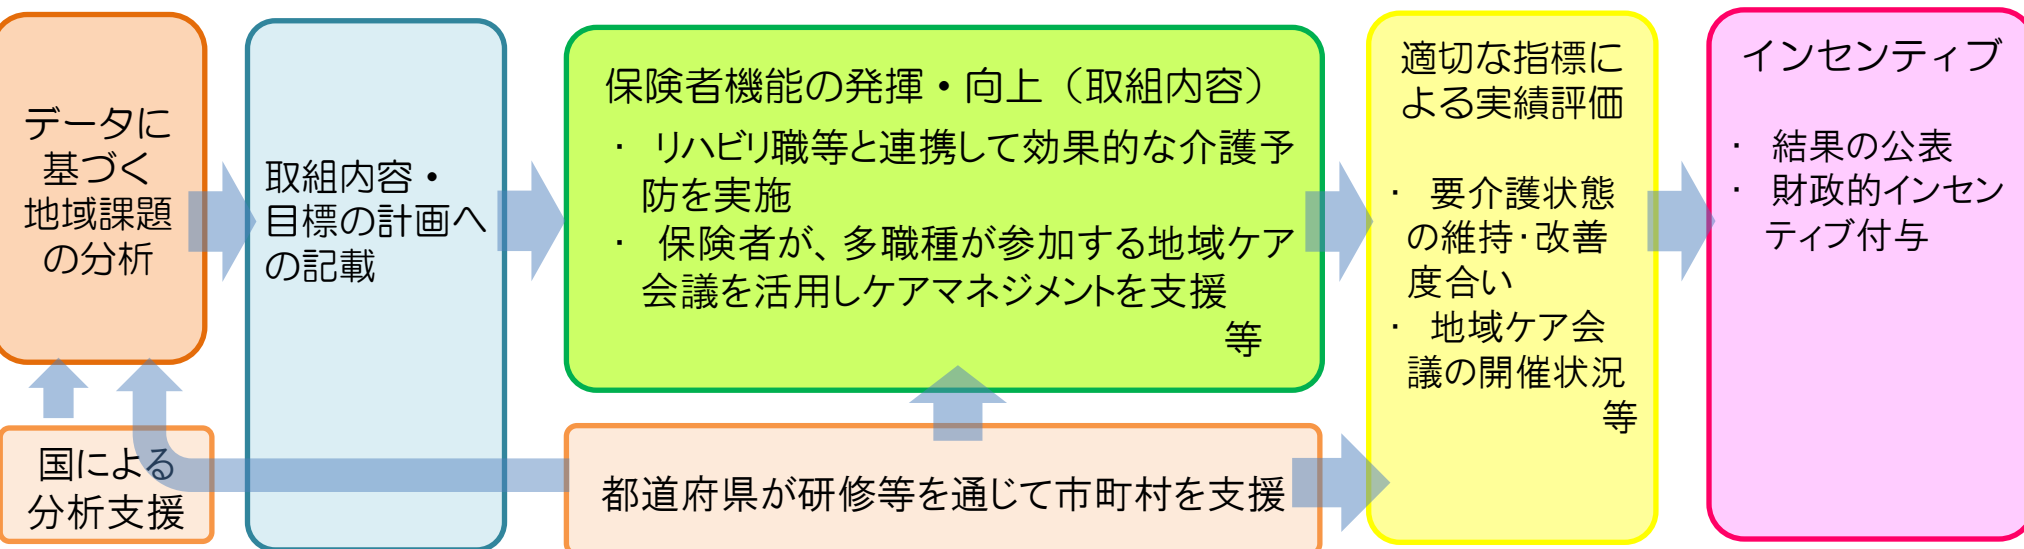 データに
基づく
地域課題
の分析
取組内容・
目標の計画へ
の記載
保険者機能の発揮・向上（取組内容）
・ リハビリ職等と連携して効果的な介護予
防を実施
・ 保険者が、多職種が参加する地域ケア
会議を活用しケアマネジメントを支援
等
適切な指標に
よる実績評価
・ 要介護状態
の維持・改善
度合い
・ 地域ケア会
議の開催状況
等
インセンティブ
・ 結果の公表
・ 財政的インセン
ティブ付与
国による
分析支援
都道府県が研修等を通じて市町村を支援